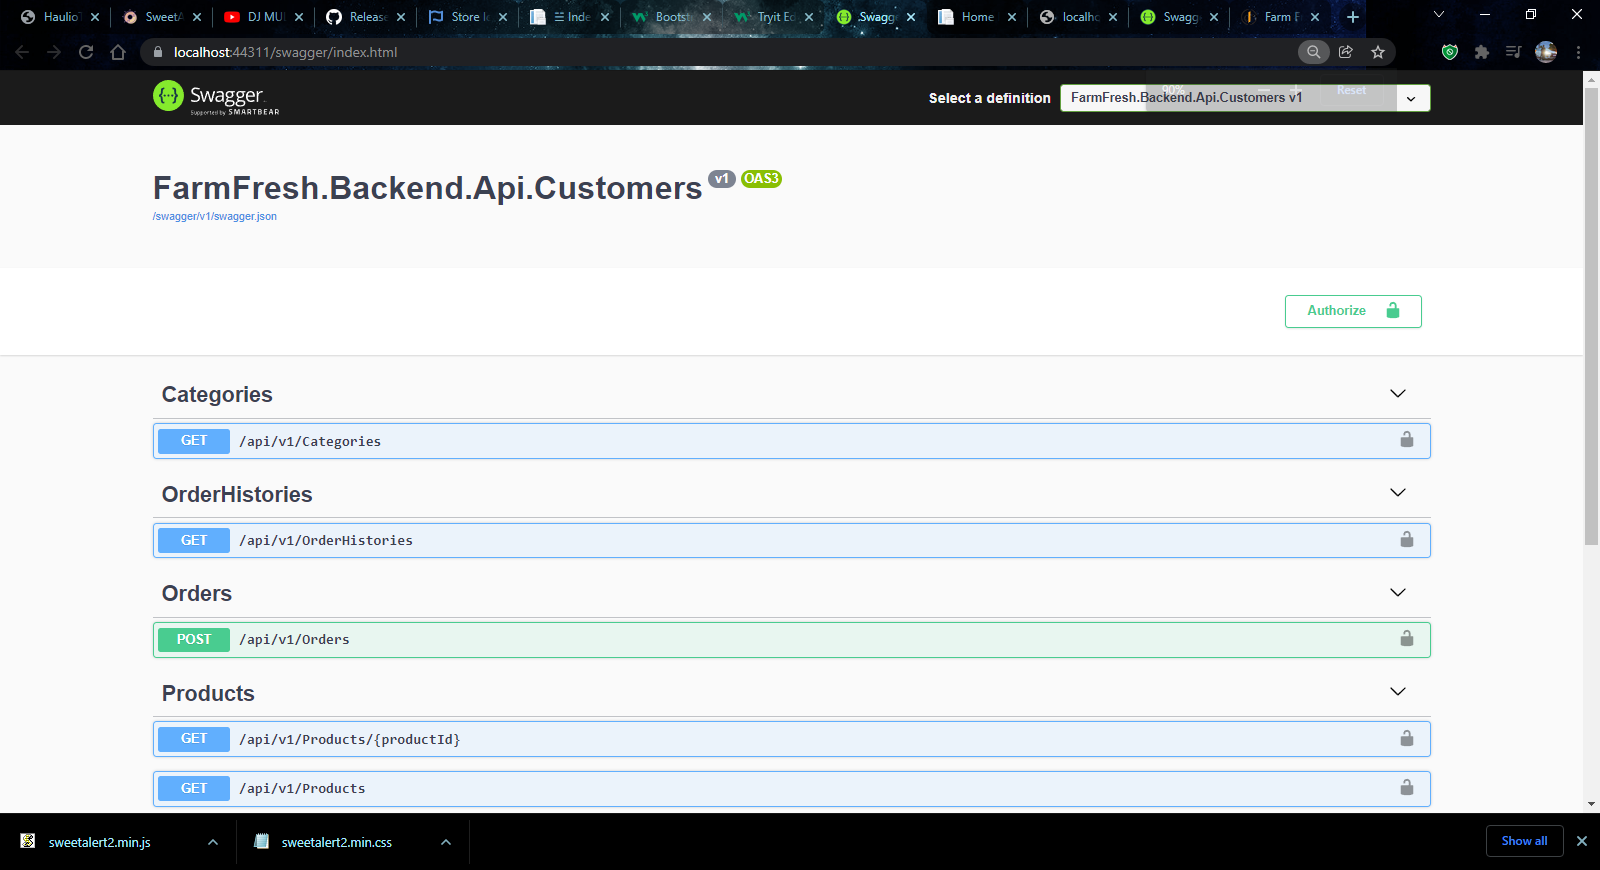 Haulio
SweetA
DJ MU
Release
Store Ic
Inde
Bootst
Tryit Ed
Swagg
Home
localho
Swagg
Farm F
localhost:44311/swagger/index.html
Swagger
Supported by SMARTBEAR
Select a definition
FarmFresh.Backend.Api.Customers v1
90%
Reset
FarmFresh.Backend.Api.Customers v1 OAS3
/swagger/v1/swagger.json
Authorize
Categories
GET /api/v1/Categories
OrderHistories
GET /api/v1/OrderHistories
Orders
POST /api/v1/Orders
Products
GET /api/v1/Products/{productId}
GET /api/v1/Products
sweetalert2.min.js
sweetalert2.min.css
Show all